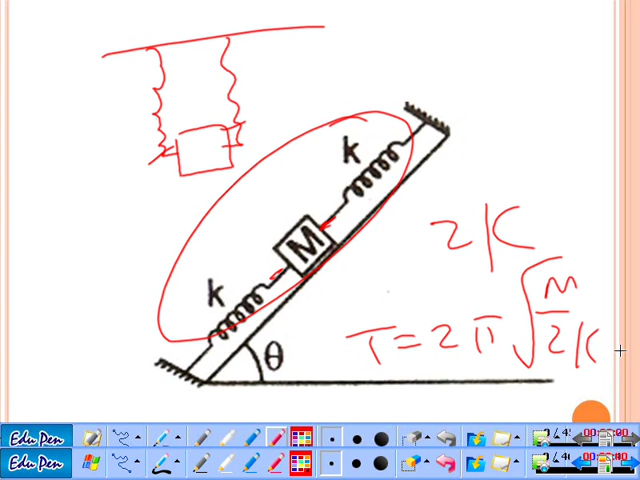 k
M
k
θ
2K
T = 2π√M/2K
Edu Pen
Edu Pen